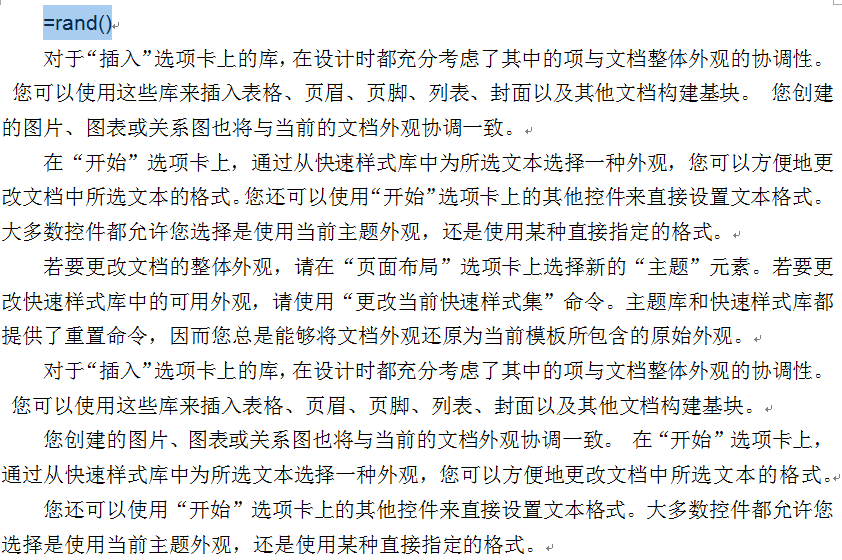 =rand()
对于“插入”选项卡上的库，在设计时都充分考虑了其中的项与文档整体外观的协调性。
您可以使用这些库来插入表格、页眉、页脚、列表、封面以及其他文档构建基块。 您创建
的图片、图表或关系图也将与当前的文档外观协调一致。
在“开始”选项卡上，通过从快速样式库中为所选文本选择一种外观，您可以方便地更
改文档中所选文本的格式。您还可以使用“开始”选项卡上的其他控件来直接设置文本格式。
大多数控件都允许您选择是使用当前主题外观，还是使用某种直接指定的格式。
若要更改文档的整体外观，请在“页面布局”选项卡上选择新的“主题”元素。若要更
改快速样式库中的可用外观，请使用“更改当前快速样式集”命令。主题库和快速样式库都
提供了重置命令，因而您总是能够将文档外观还原为当前模板所包含的原始外观。
对于“插入”选项卡上的库，在设计时都充分考虑了其中的项与文档整体外观的协调性。
您可以使用这些库来插入表格、页眉、页脚、列表、封面以及其他文档构建基块。
您创建的图片、图表或关系图也将与当前的文档外观协调一致。 在“开始”选项卡上，
通过从快速样式库中为所选文本选择一种外观，您可以方便地更改文档中所选文本的格式。
您还可以使用“开始”选项卡上的其他控件来直接设置文本格式。大多数控件都允许您
选择是使用当前主题外观，还是使用某种直接指定的格式。